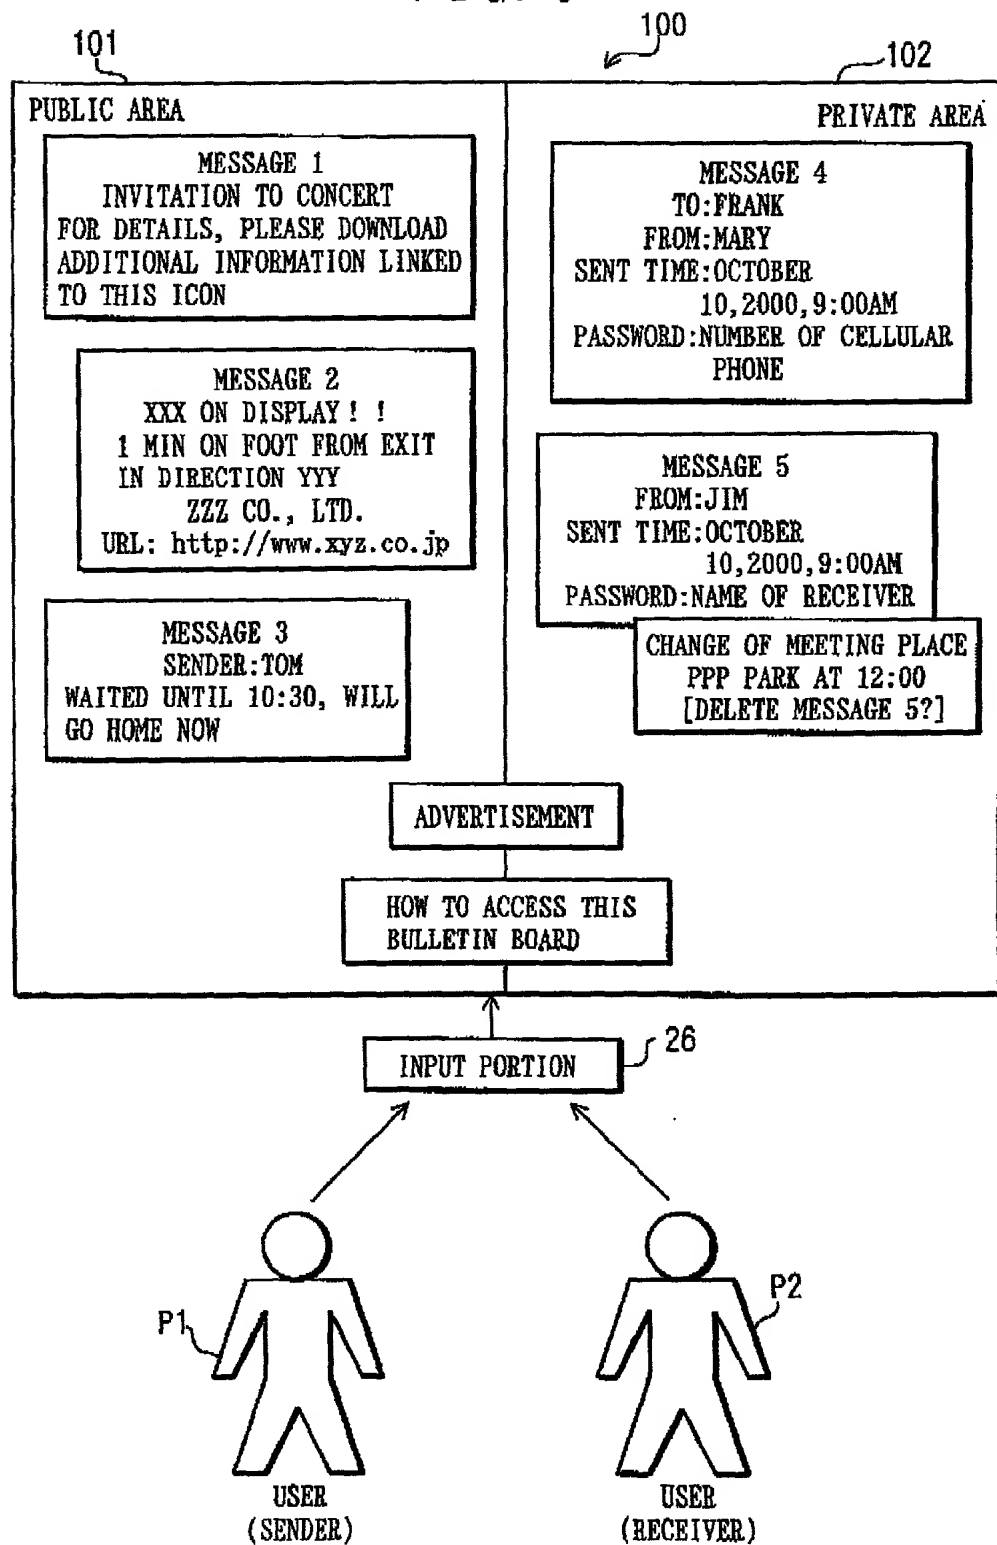 100
101
102
PUBLIC AREA
MESSAGE 1
INVITATION TO CONCERT
FOR DETAILS, PLEASE DOWNLOAD
ADDITIONAL INFORMATION LINKED
TO THIS ICON
MESSAGE 2
XXX ON DISPLAY! !
1 MIN ON FOOT FROM EXIT
IN DIRECTION YYY
ZZZ CO., LTD.
URL: http://www.xyz.co.jp
MESSAGE 3
SENDER:TOM
WAITED UNTIL 10:30, WILL
GO HOME NOW
PRIVATE AREA
MESSAGE 4
TO:FRANK
FROM:MARY
SENT TIME:OCTOBER
10,2000,9:00AM
PASSWORD:NUMBER OF CELLULAR
PHONE
MESSAGE 5
FROM:JIM
SENT TIME:OCTOBER
10,2000,9:00AM
PASSWORD:NAME OF RECEIVER
CHANGE OF MEETING PLACE
PPP PARK AT 12:00
[DELETE MESSAGE 5?]
ADVERTISEMENT
HOW TO ACCESS THIS
BULLETIN BOARD
INPUT PORTION
26
P1
P2
USER
(SENDER)
USER
(RECEIVER)